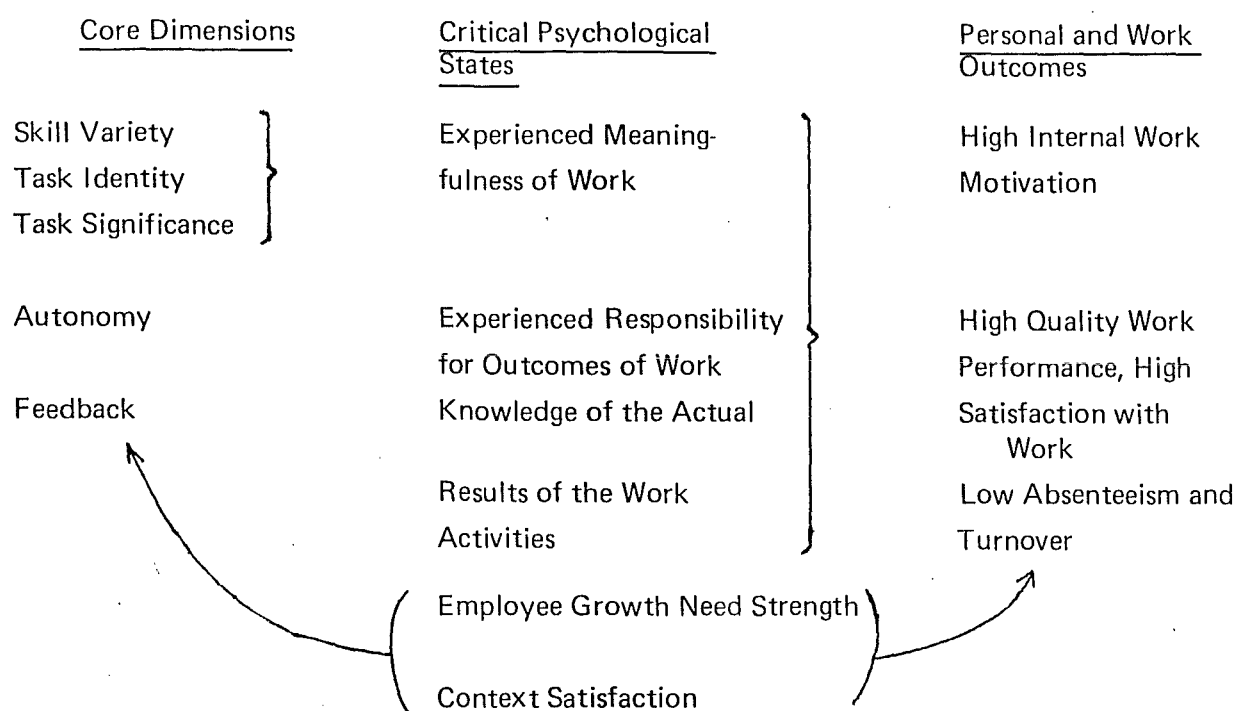 Core Dimensions
Critical Psychological
States
Personal and Work
Outcomes
Skill Variety
Task Identity
Task Significance
Autonomy
Feedback
Experienced Meaning-
fulness of Work
Experienced Responsibility
for Outcomes of Work
Knowledge of the Actual
Results of the Work
Activities
High Internal Work
Motivation
High Quality Work
Performance, High
Satisfaction with
Work
Low Absenteeism and
Turnover
Employee Growth Need Strength
Context Satisfaction